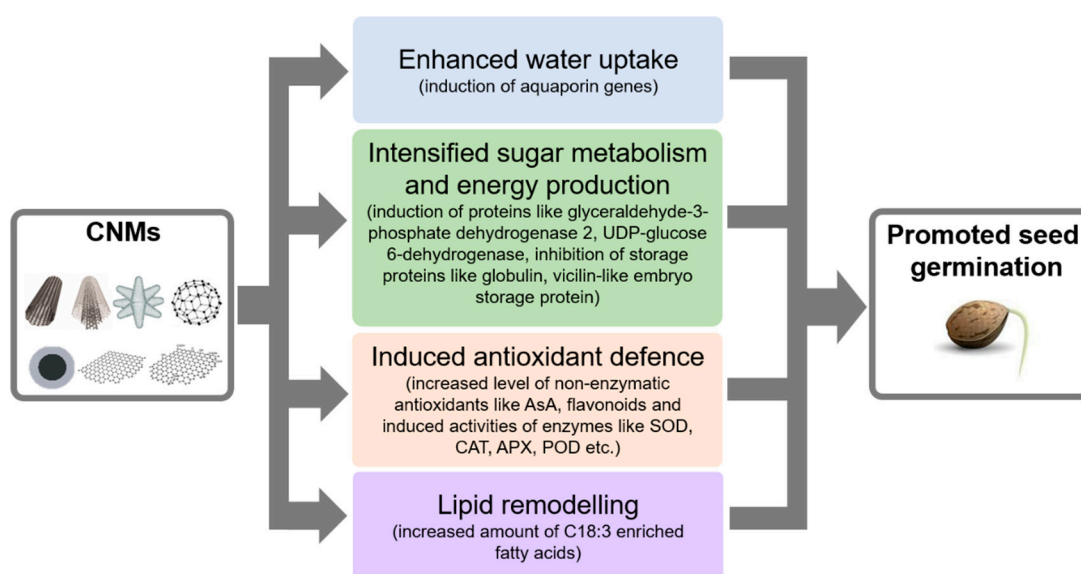 CNMs
Enhanced water uptake
(induction of aquaporin genes)
Intensified sugar metabolism
and energy production
(induction of proteins like glyceraldehyde-3-
phosphate dehydrogenase 2, UDP-glucose
6-dehydrogenase, inhibition of storage
proteins like globulin, vicilin-like embryo
storage protein)
Induced antioxidant defence
(increased level of non-enzymatic
antioxidants like AsA, flavonoids and
induced activities of enzymes like SOD,
CAT, APX, POD etc.)
Lipid remodelling
(increased amount of C18:3 enriched
fatty acids)
Promoted seed
germination